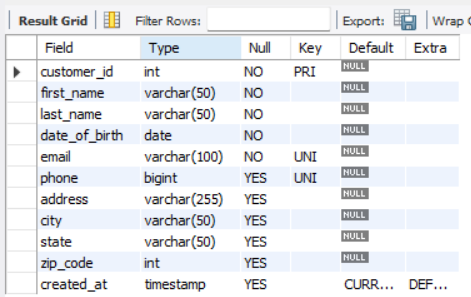 Result Grid Filter Rows: Export: Wrap C
Field Type Null Key Default Extra
customer_id int NO PRI NULL
first_name varchar(50) NO NULL
last_name varchar(50) NO NULL
date_of_birth date NO NULL
email varchar(100) NO UNI NULL
phone bigint YES UNI NULL
address varchar(255) YES NULL
city varchar(50) YES NULL
state varchar(50) YES NULL
zip_code int YES NULL
created_at timestamp YES CURR... DEF...